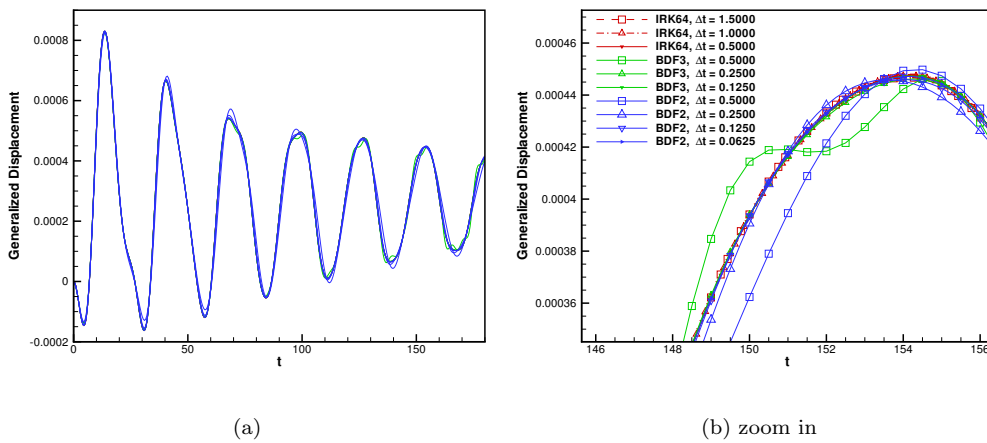 0.0008
0.0006
0.0004
0.0002
0
-0.0002
Generalized Displacement
0
50
100
150
t
0.00046
0.00044
0.00042
0.0004
0.00038
0.00036
Generalized Displacement
146
148
150
152
154
156
t
IRK64, Δt = 1.5000
IRK64, Δt = 1.0000
IRK64, Δt = 0.5000
BDF3, Δt = 0.5000
BDF3, Δt = 0.2500
BDF3, Δt = 0.1250
BDF2, Δt = 0.5000
BDF2, Δt = 0.2500
BDF2, Δt = 0.1250
BDF2, Δt = 0.0625
(a)
(b) zoom in